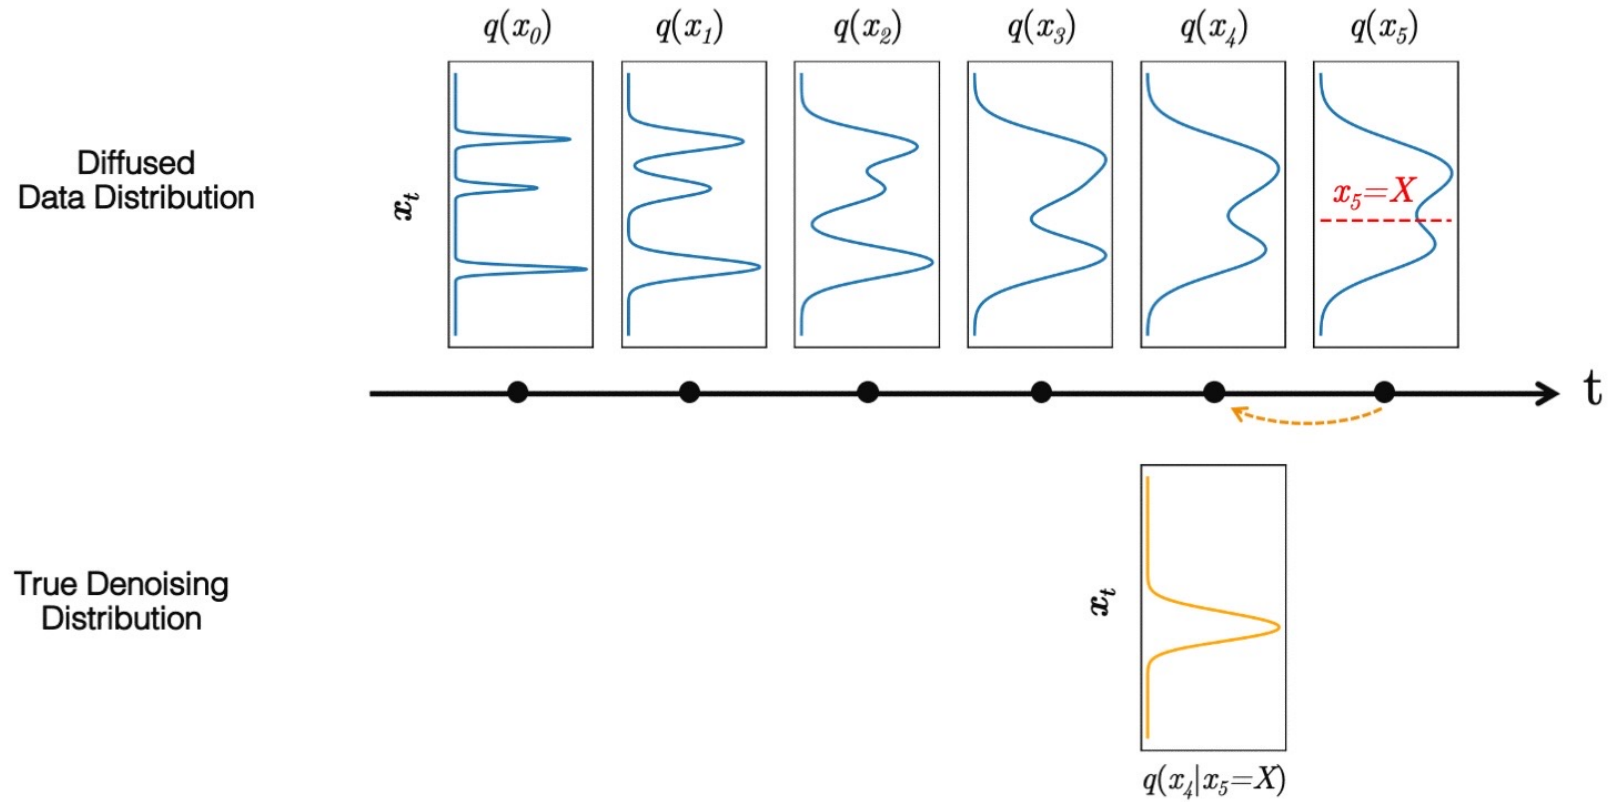 q(x₀) q(x₁) q(x₂) q(x₃) q(x₄) q(x₅)
Diffused
Data Distribution
xₜ
x₅=X
t
True Denoising
Distribution
xₜ
q(x₄|x₅=X)